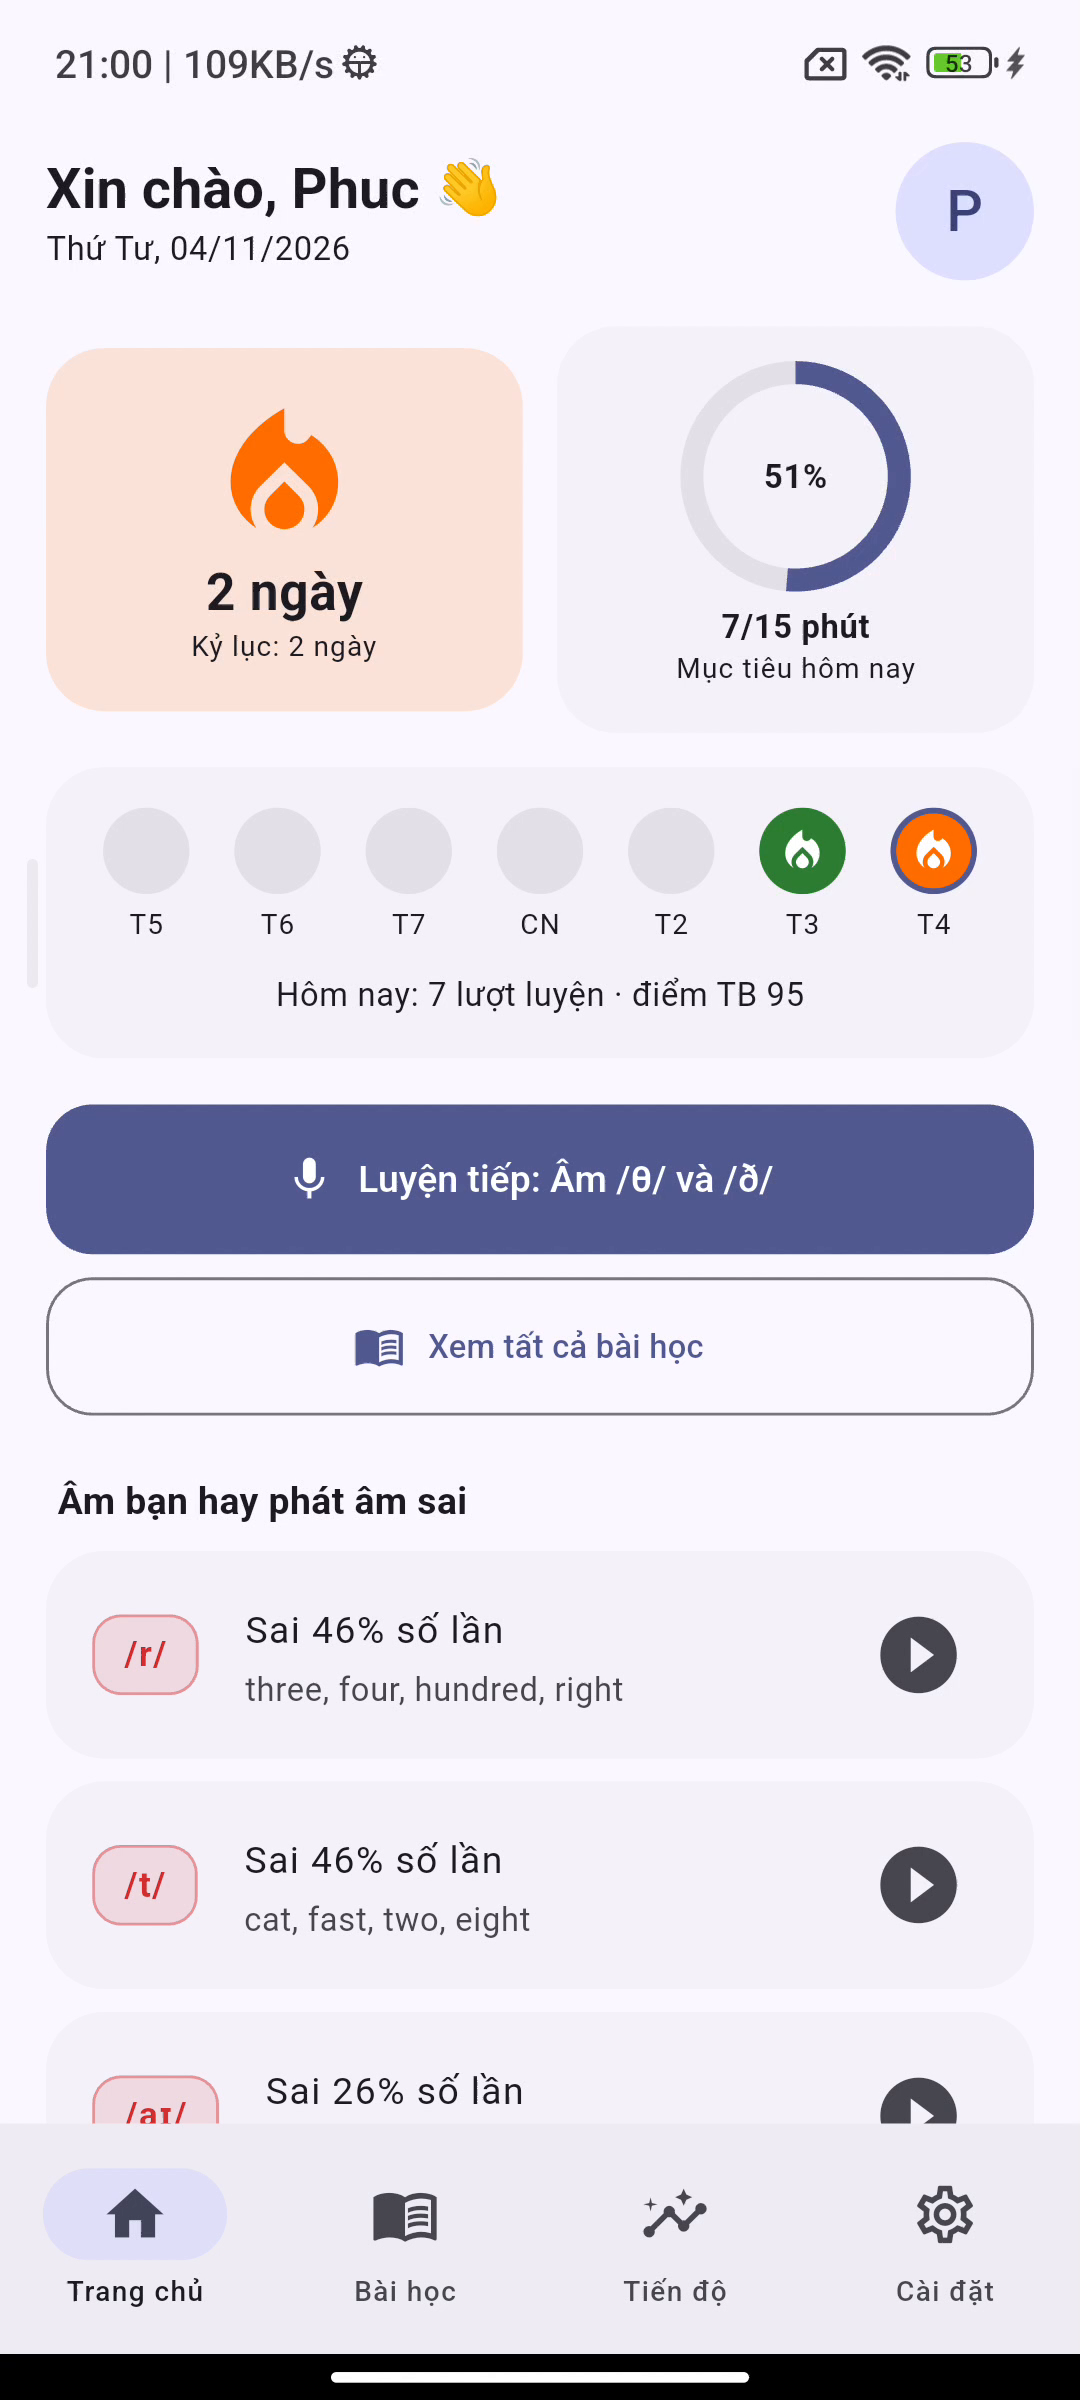 21:00 | 109KB/s
53
Xin chào, Phuc 👋
Thứ Tư, 04/11/2026
P
2 ngày
Kỷ lục: 2 ngày
51%
7/15 phút
Mục tiêu hôm nay
T5 T6 T7 CN T2 T3 T4
Hôm nay: 7 lượt luyện · điểm TB 95
Luyện tiếp: Âm /θ/ và /ð/
Xem tất cả bài học
Âm bạn hay phát âm sai
/r/
Sai 46% số lần
three, four, hundred, right
/t/
Sai 46% số lần
cat, fast, two, eight
/aɪ/
Sai 26% số lần
Trang chủ Bài học Tiến độ Cài đặt